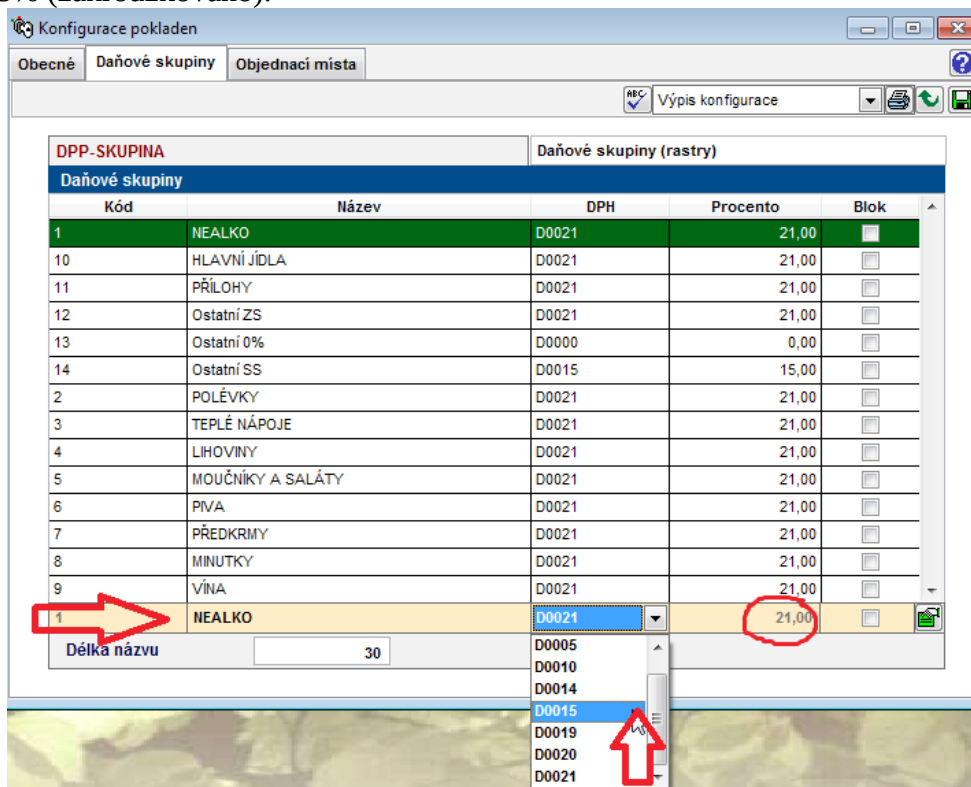 Konfigurace pokladen
Obecné Daňové skupiny Objednací místa
ABC Výpis konfigurace
DPP-SKUPINA Daňové skupiny (rastry)
Daňové skupiny
Kód Název DPH Procento Blok
1 NEALKO D0021 21,00
10 HLAVNÍ JÍDLA D0021 21,00
11 PŘÍLOHY D0021 21,00
12 Ostatní ZS D0021 21,00
13 Ostatní 0% D0000 0,00
14 Ostatní SS D0015 15,00
2 POLÉVKY D0021 21,00
3 TEPLÉ NÁPOJE D0021 21,00
4 LIHOVINY D0021 21,00
5 MOUČNÍKY A SALÁTY D0021 21,00
6 PIVA D0021 21,00
7 PŘEDKRMY D0021 21,00
8 MINUTKY D0021 21,00
9 VÍNA D0021 21,00
1 NEALKO D0021 21,00
Délka názvu 30
D0005
D0010
D0014
D0015
D0019
D0020
D0021